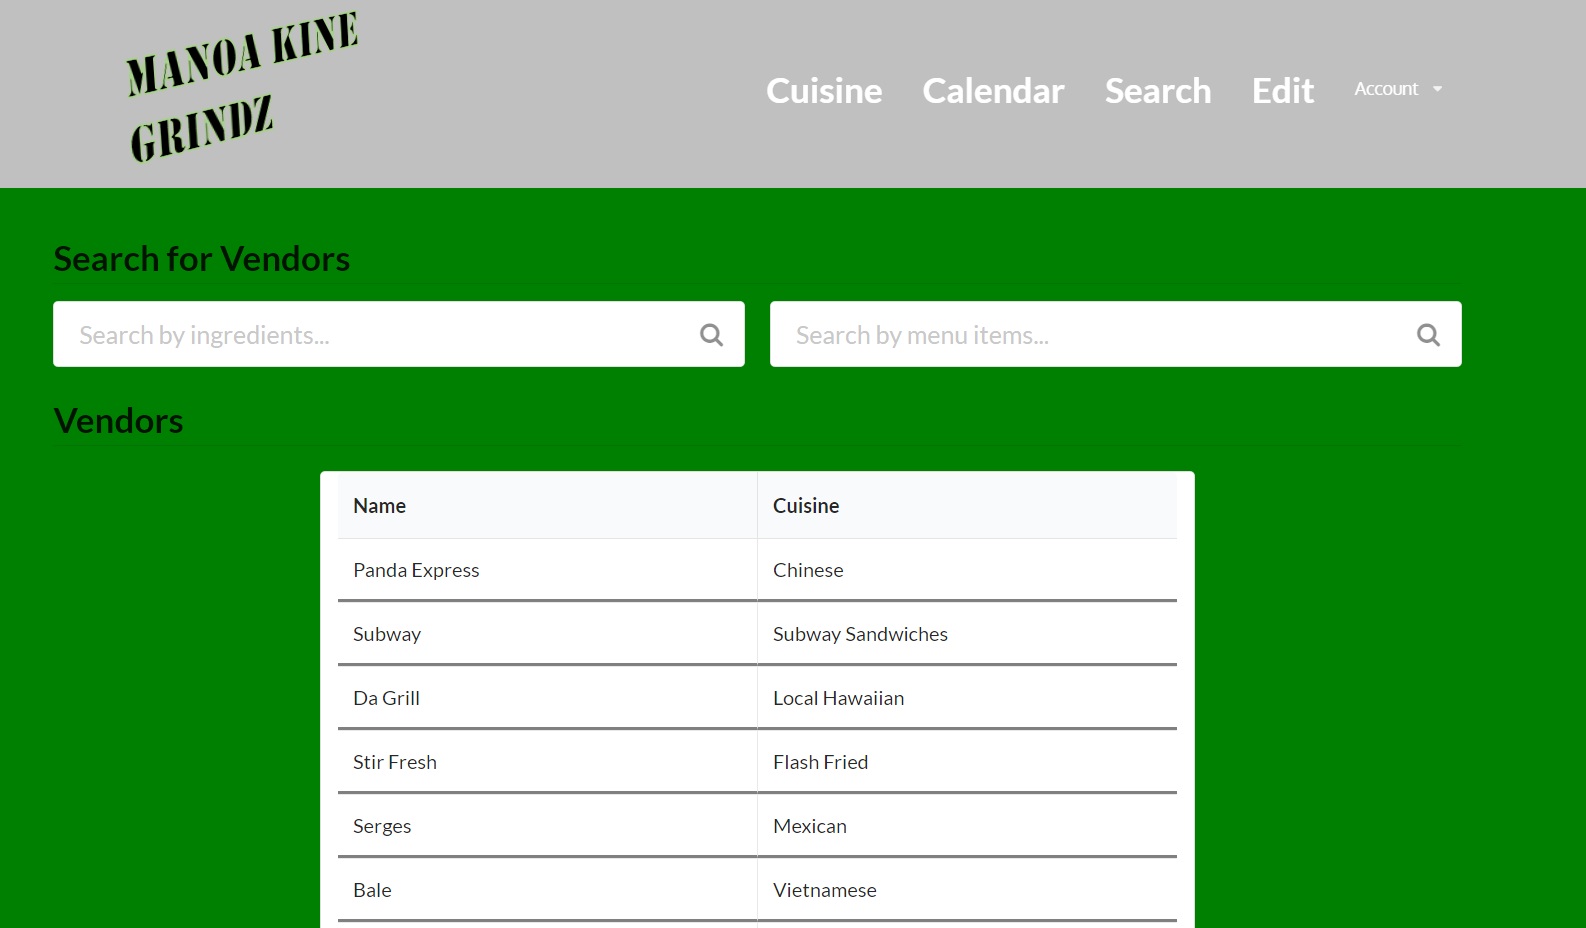 MANOA KINE
GRINDZ
Cuisine Calendar Search Edit Account
Search for Vendors
Search by ingredients... Search by menu items...
Vendors
Name Cuisine
Panda Express Chinese
Subway Subway Sandwiches
Da Grill Local Hawaiian
Stir Fresh Flash Fried
Serges Mexican
Bale Vietnamese